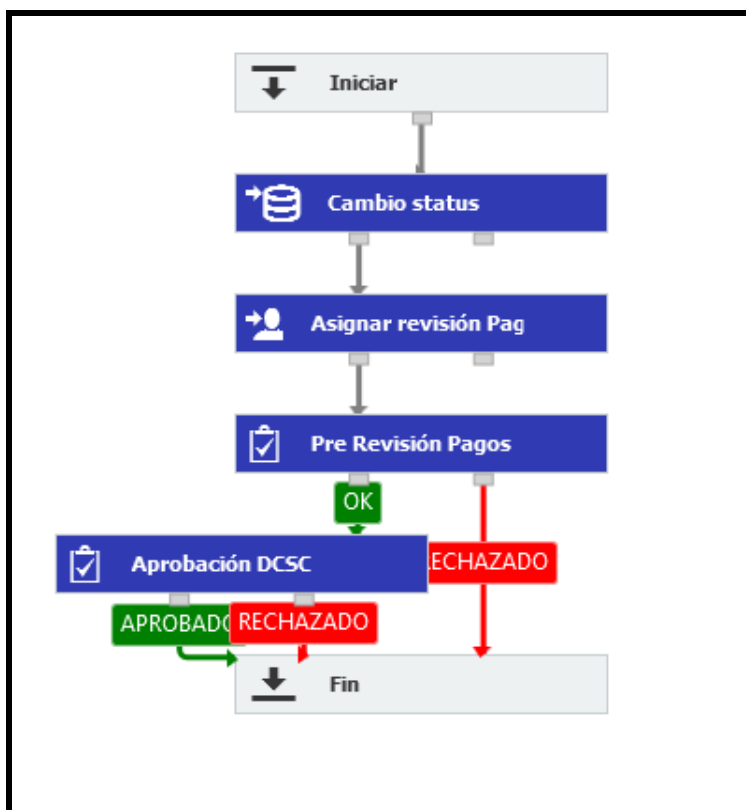 Iniciar
Cambio status
Asignar revisión Pag
Pre Revisión Pagos
OK
Aprobación DCSC
ECHAZADO
APROBADO
RECHAZADO
Fin